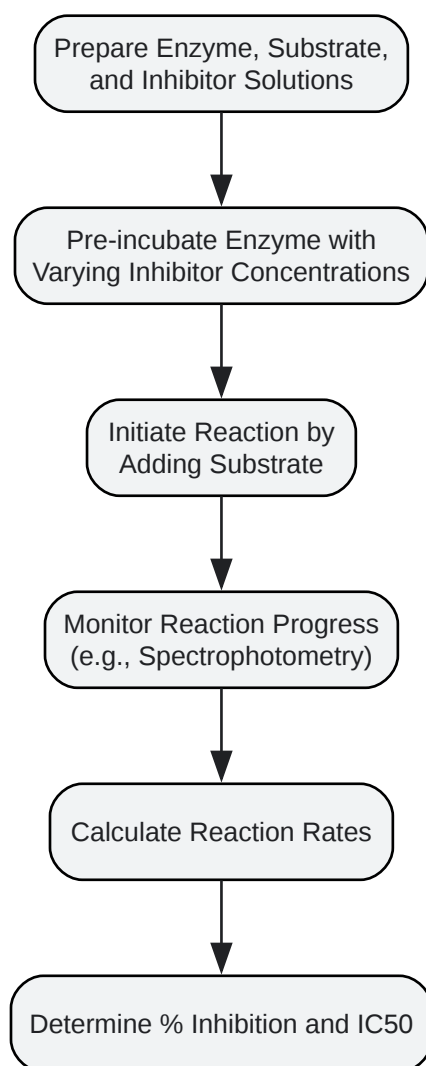 Prepare Enzyme, Substrate,
and Inhibitor Solutions
Pre-incubate Enzyme with
Varying Inhibitor Concentrations
Initiate Reaction by
Adding Substrate
Monitor Reaction Progress
(e.g., Spectrophotometry)
Calculate Reaction Rates
Determine % Inhibition and IC50